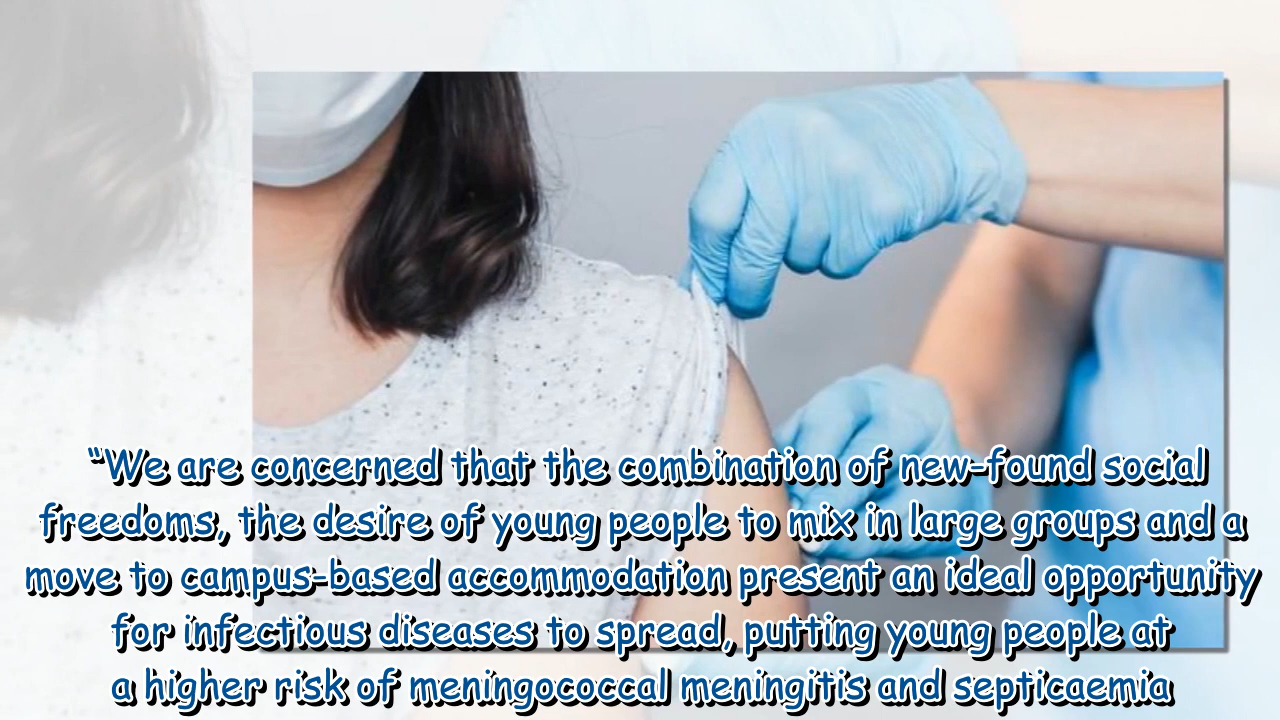 “We are concerned that the combination of new-found social
freedoms, the desire of young people to mix in large groups and a
move to campus-based accommodation present an ideal opportunity
for infectious diseases to spread, putting young people at
a higher risk of meningococcal meningitis and septicaemia